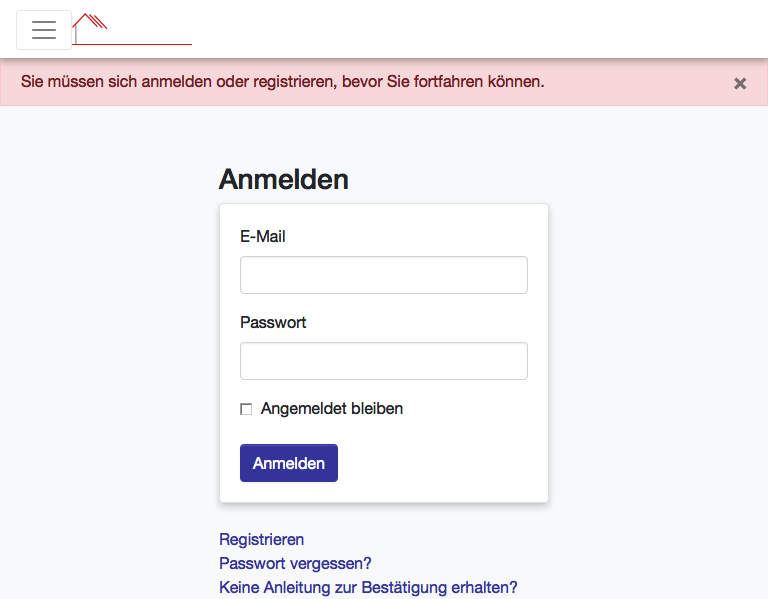 Sie müssen sich anmelden oder registrieren, bevor Sie fortfahren können.
Anmelden
E-Mail
Passwort
Angemeldet bleiben
Anmelden
Registrieren
Passwort vergessen?
Keine Anleitung zur Bestätigung erhalten?